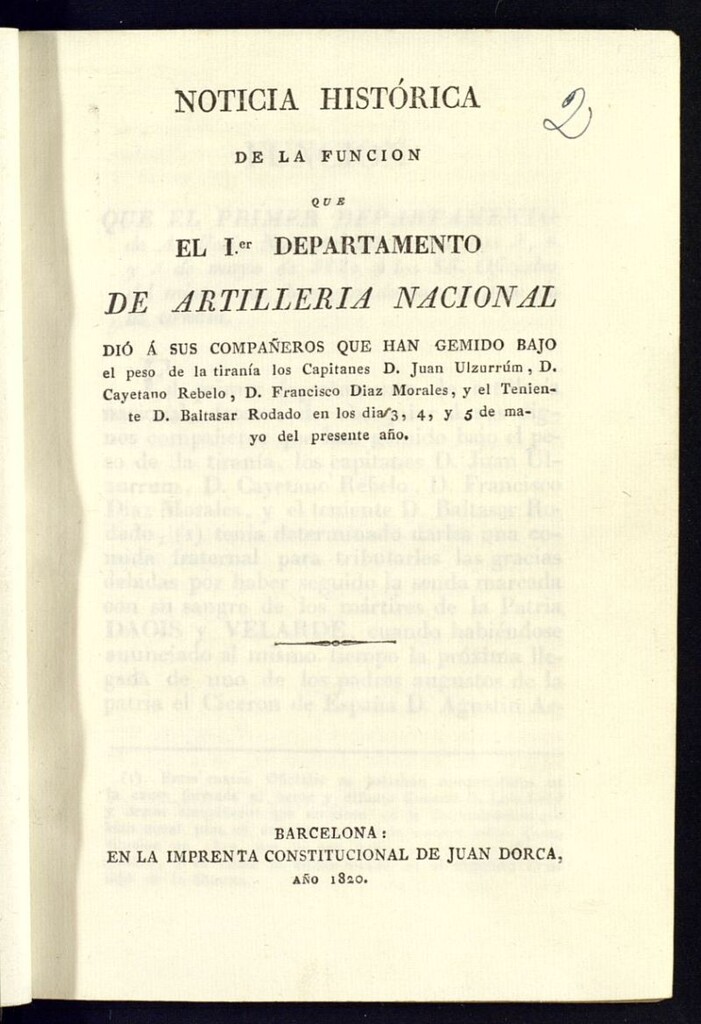 NOTICIA HISTÓRICA
2
DE LA FUNCION
QUE
EL I.er DEPARTAMENTO
DE ARTILLERIA NACIONAL
DIÓ Á SUS COMPAÑEROS QUE HAN GEMIDO BAJO
el peso de la tiranía los Capitanes D. Juan Ulzurrúm, D.
Cayetano Rebelo, D. Francisco Diaz Morales, y el Tenien-
te D. Baltasar Rodado en los dias 3, 4, y 5 de ma-
yo del presente año.
BARCELONA:
EN LA IMPRENTA CONSTITUCIONAL DE JUAN DORCA,
AÑO 1820.